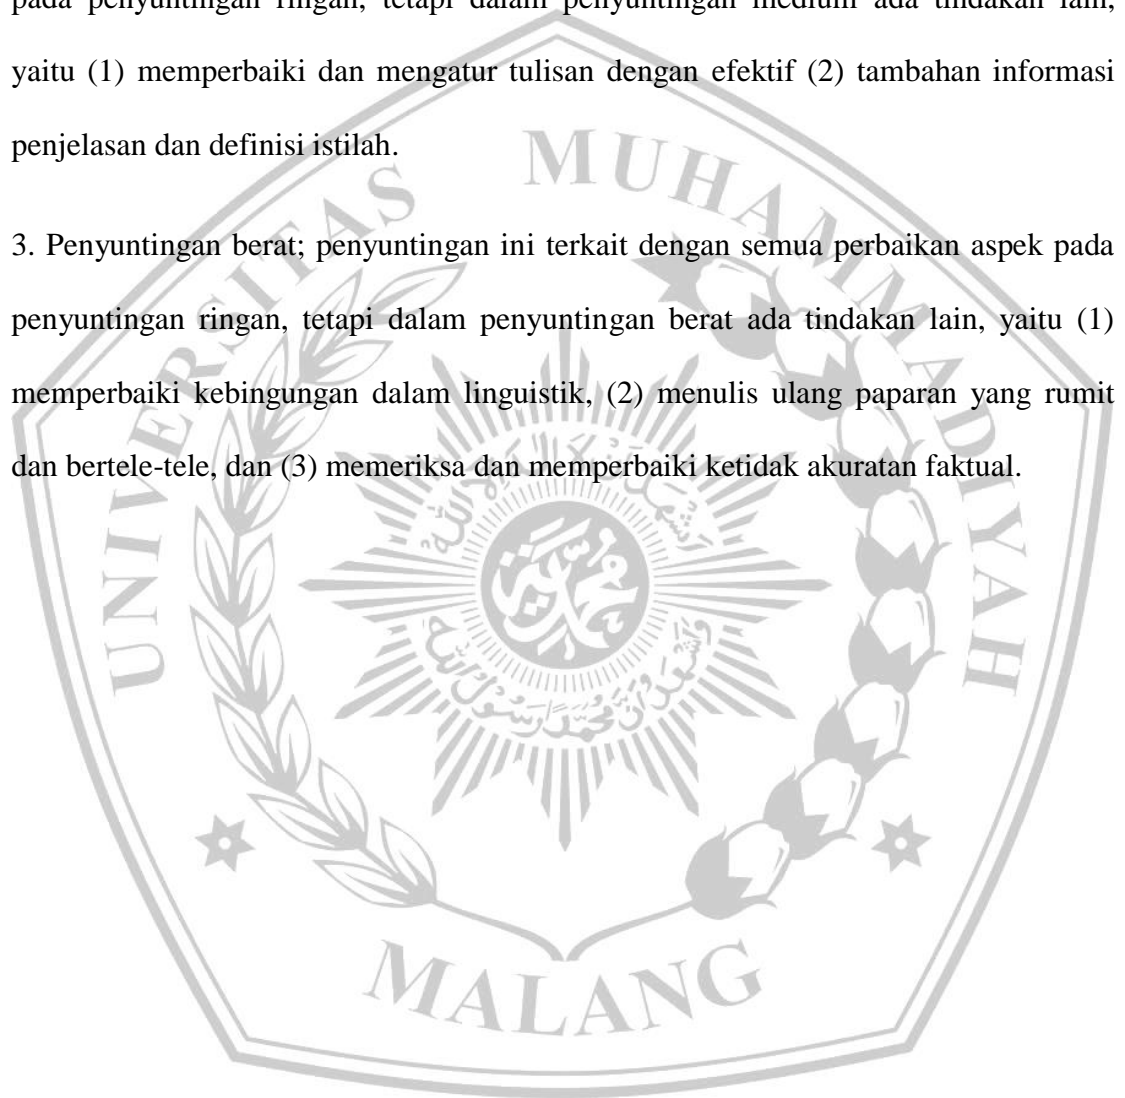 pada penyuntingan ringan, tetapi dalam penyuntingan medium ada tindakan lain,
yaitu (1) memperbaiki dan mengatur tulisan dengan efektif (2) tambahan informasi
penjelasan dan definisi istilah.
3. Penyuntingan berat; penyuntingan ini terkait dengan semua perbaikan aspek pada
penyuntingan ringan, tetapi dalam penyuntingan berat ada tindakan lain, yaitu (1)
memperbaiki kebingungan dalam linguistik, (2) menulis ulang paparan yang rumit
dan bertele-tele, dan (3) memeriksa dan memperbaiki ketidak akuratan faktual.
UNIVERSITAS MUHAMMADIYAH
MALANG